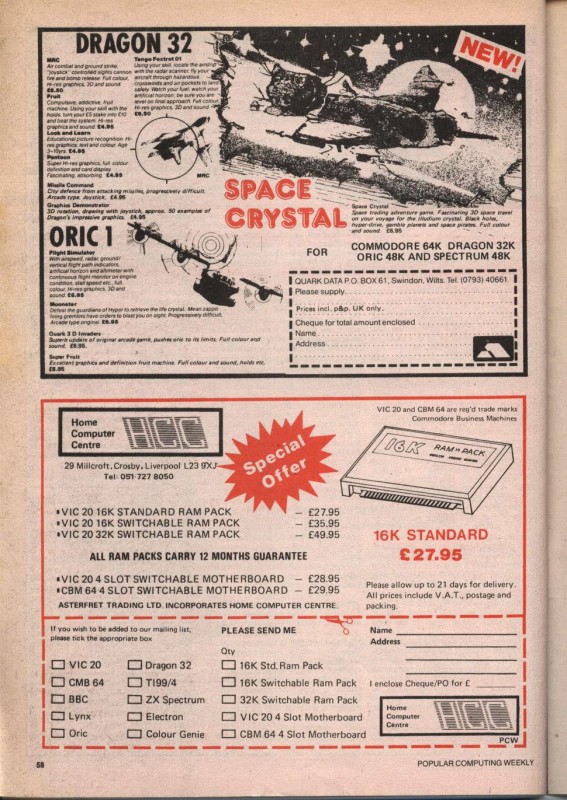 DRAGON 32
NEW!
MRC
Air combat and ground strike,
"joystick" controlled sights cannon
fire and bomb release. Full colour.
Hi-res graphics, 3D and sound.
£6.50
Fruit
Compulsive, addictive, fruit
machine. Using your skill with the
holds, turn your £5 stake into £10
and beat the system. Hi-res
graphics and sound. £4.95
Look and Learn
Educational picture recognition. Hi-
res graphics, text and colour. Age
3-10yrs. £4.95
Pontoon
Super Hi-res graphics, full colour
definition and card display.
Fascinating, absorbing. £4.95
Tango Foxtrot 01
Using your skill, locate the airship
with the radar scanner: fly your
aircraft through hazardous
crosswinds and air pockets to land
safely. Watch your fuel: watch your
artificial horizon: be sure you are
level on final approach. Full colour.
Hi-res graphics, 3D and sound.
£6.50
MRC
Missile Command
City defence from attacking missiles, progressively difficult.
Arcade type. Joystick. £4.95
Graphics Demonstrator
3D rotation, drawing with joystick, approx. 50 examples of
Dragon's impressive graphics. £4.95
SPACE
CRYSTAL
Space Crystal
Space trading adventure game. Fascinating 3D space travel
on your voyage for the illudium crystal. Black holes,
hyper-drive, gamble planets and space pirates. Full colour
and sound. £6.95
ORIC 1
Flight Simulator
With airspeed, radar ground/
vertical flight path indicators,
artificial horizon and altimeter with
continuous flight monitor on engine
condition, stall speed etc., full
colour, Hi-res graphics, 3D and
sound. £6.95
Moonster
Defeat the guardians of Hyper to retrieve the life crystal. Mean zappo
firing gremlins have orders to blast you on sight. Progressively difficult.
Arcade type original. £6.95
Quark 3 D Invaders
Superb update of original arcade game, pushes oric to its limits. Full colour and
sound. £6.95.
Super Fruit
Excellent graphics and definition fruit machine. Full colour and sound, holds etc.
£6.95
FOR
COMMODORE 64K DRAGON 32K
ORIC 48K AND SPECTRUM 48K
QUARK DATA P.O. BOX 61, Swindon, Wilts. Tel. (0793) 40661.
Please supply
Prices incl. p&p. UK only.
Cheque for total amount enclosed
Name
Address
Home
Computer
Centre
HCC
29 Millcroft, Crosby, Liverpool L23 9XJ
Tel: 051-727 8050
Special
Offer
VIC 20 and CBM 64 are reg'd trade marks
Commodore Business Machines
16K RAM PACK
•VIC 20 16K STANDARD RAM PACK – £27.95
•VIC 20 16K SWITCHABLE RAM PACK – £35.95
•VIC 20 32K SWITCHABLE RAM PACK – £49.95
ALL RAM PACKS CARRY 12 MONTHS GUARANTEE
•VIC 20 4 SLOT SWITCHABLE MOTHERBOARD – £28.95
•CBM 64 4 SLOT SWITCHABLE MOTHERBOARD – £29.95
ASTERFRET TRADING LTD. INCORPORATES HOME COMPUTER CENTRE
16K STANDARD
£27.95
Please allow up to 21 days for delivery.
All prices include V.A.T., postage and
packing.
If you wish to be added to our mailing list,
please tick the appropriate box
VIC 20
CMB 64
BBC
Lynx
Oric
Dragon 32
TI99/4
ZX Spectrum
Electron
Colour Genie
PLEASE SEND ME
Qty
16K Std. Ram Pack
16K Switchable Ram Pack
32K Switchable Ram Pack
VIC 20 4 Slot Motherboard
CBM 64 4 Slot Motherboard
Name
Address
I enclose Cheque/PO for £
Home
Computer
Centre
HCC
PCW
58
POPULAR COMPUTING WEEKLY